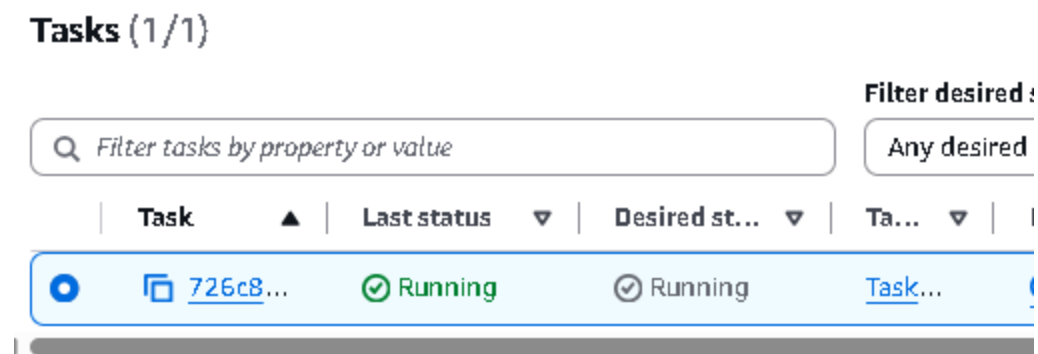 Tasks (1/1)
Filter desired
Filter tasks by property or value
Any desired
Task Last status Desired st... Ta...
726c8... Running Running Task...